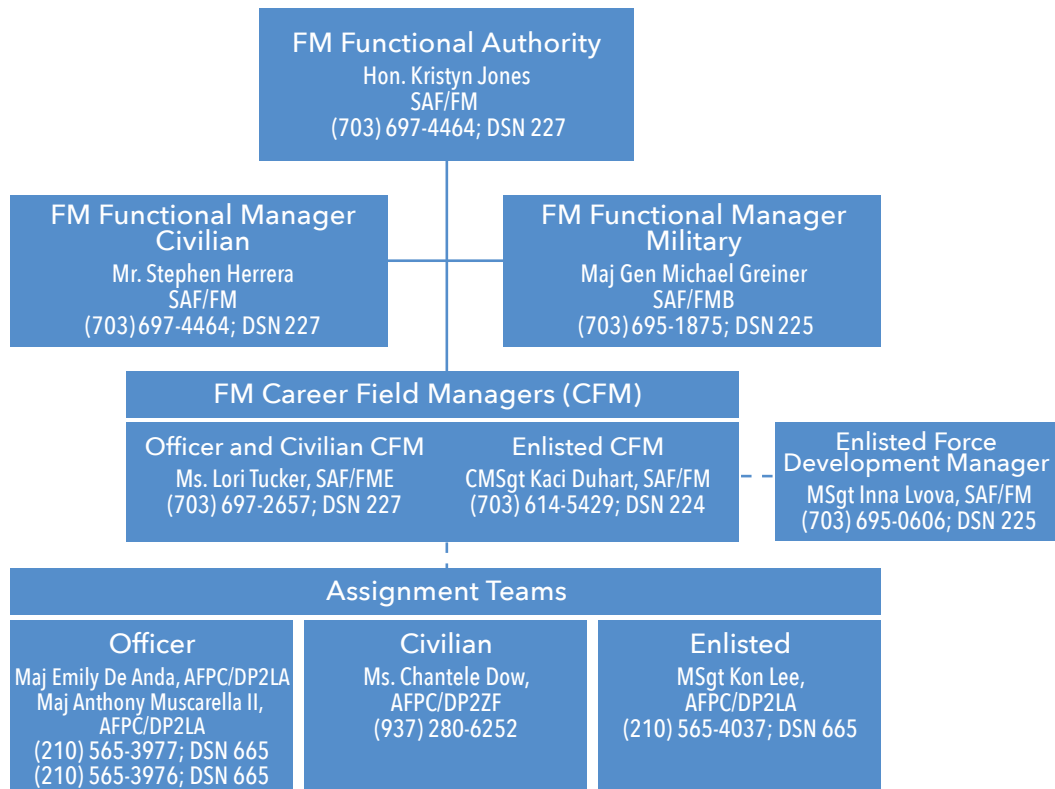 FM Functional Authority
Hon. Kristyn Jones
SAF/FM
(703) 697-4464; DSN 227
FM Functional Manager
Civilian
Mr. Stephen Herrera
SAF/FM
(703) 697-4464; DSN 227
FM Functional Manager
Military
Maj Gen Michael Greiner
SAF/FMB
(703) 695-1875; DSN 225
FM Career Field Managers (CFM)
Officer and Civilian CFM
Ms. Lori Tucker, SAF/FME
(703) 697-2657; DSN 227
Enlisted CFM
CMSgt Kaci Duhart, SAF/FM
(703) 614-5429; DSN 224
Enlisted Force
Development Manager
MSgt Inna Lvova, SAF/FM
(703) 695-0606; DSN 225
Assignment Teams
Officer
Maj Emily De Anda, AFPC/DP2LA
Maj Anthony Muscarella II,
AFPC/DP2LA
(210) 565-3977; DSN 665
(210) 565-3976; DSN 665
Civilian
Ms. Chantele Dow,
AFPC/DP2ZF
(937) 280-6252
Enlisted
MSgt Kon Lee,
AFPC/DP2LA
(210) 565-4037; DSN 665